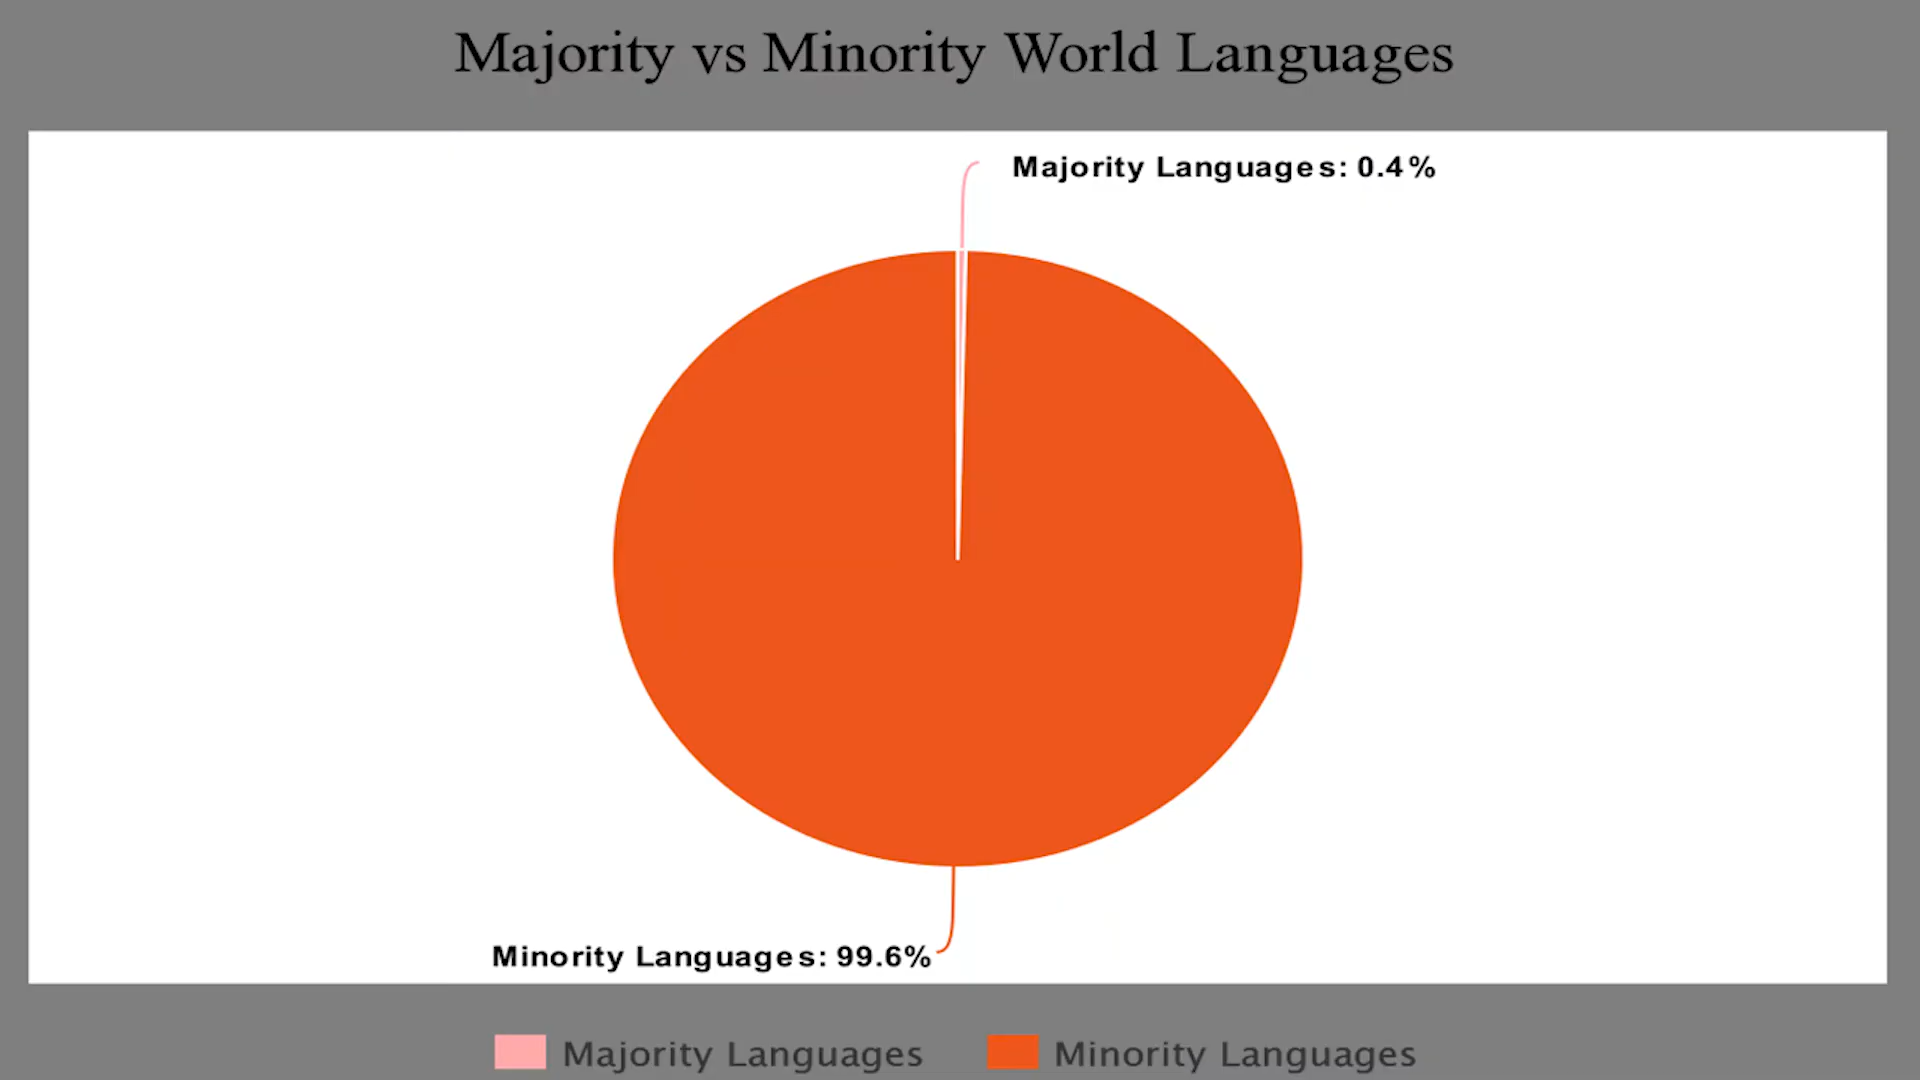 Majority vs Minority World Languages
Majority Languages: 0.4%
Minority Languages: 99.6%
Majority Languages
Minority Languages